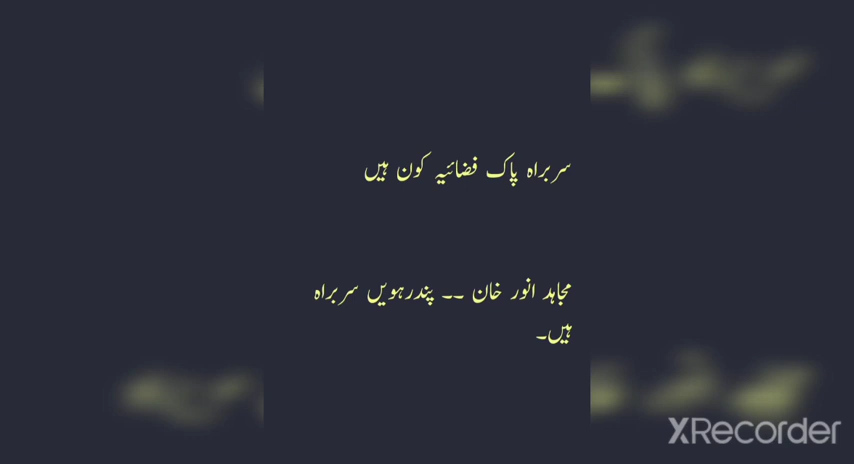 سربراہ پاک فضائیہ کون ہیں
مجاہد انور خان -- پندرہویں سربراہ
ہیں۔
XRecorder